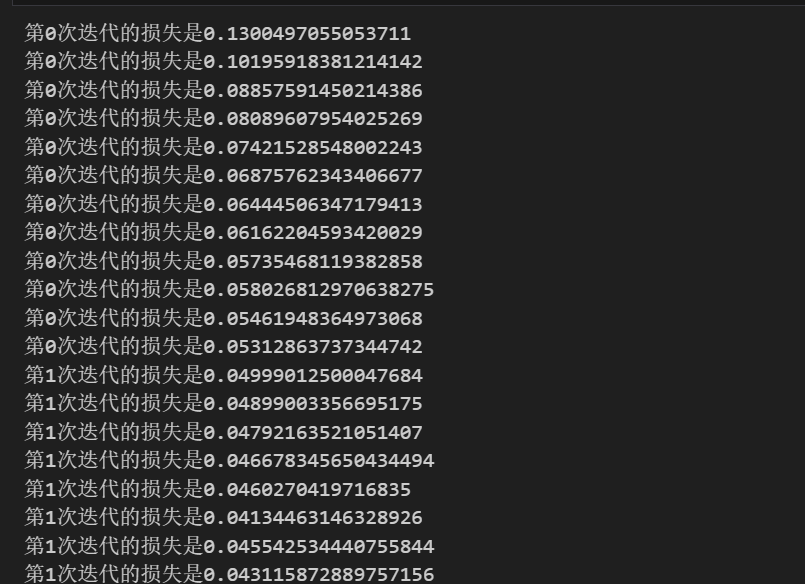 第0次迭代的损失是0.1300497055053711
第0次迭代的损失是0.10195918381214142
第0次迭代的损失是0.08857591450214386
第0次迭代的损失是0.08089607954025269
第0次迭代的损失是0.07421528548002243
第0次迭代的损失是0.06875762343406677
第0次迭代的损失是0.06444506347179413
第0次迭代的损失是0.06162204593420029
第0次迭代的损失是0.05735468119382858
第0次迭代的损失是0.058026812970638275
第0次迭代的损失是0.05461948364973068
第0次迭代的损失是0.05312863737344742
第1次迭代的损失是0.04999012500047684
第1次迭代的损失是0.04899003356695175
第1次迭代的损失是0.04792163521051407
第1次迭代的损失是0.046678345650434494
第1次迭代的损失是0.0460270419716835
第1次迭代的损失是0.04134463146328926
第1次迭代的损失是0.045542534440755844
第1次迭代的损失是0.043115872889757156